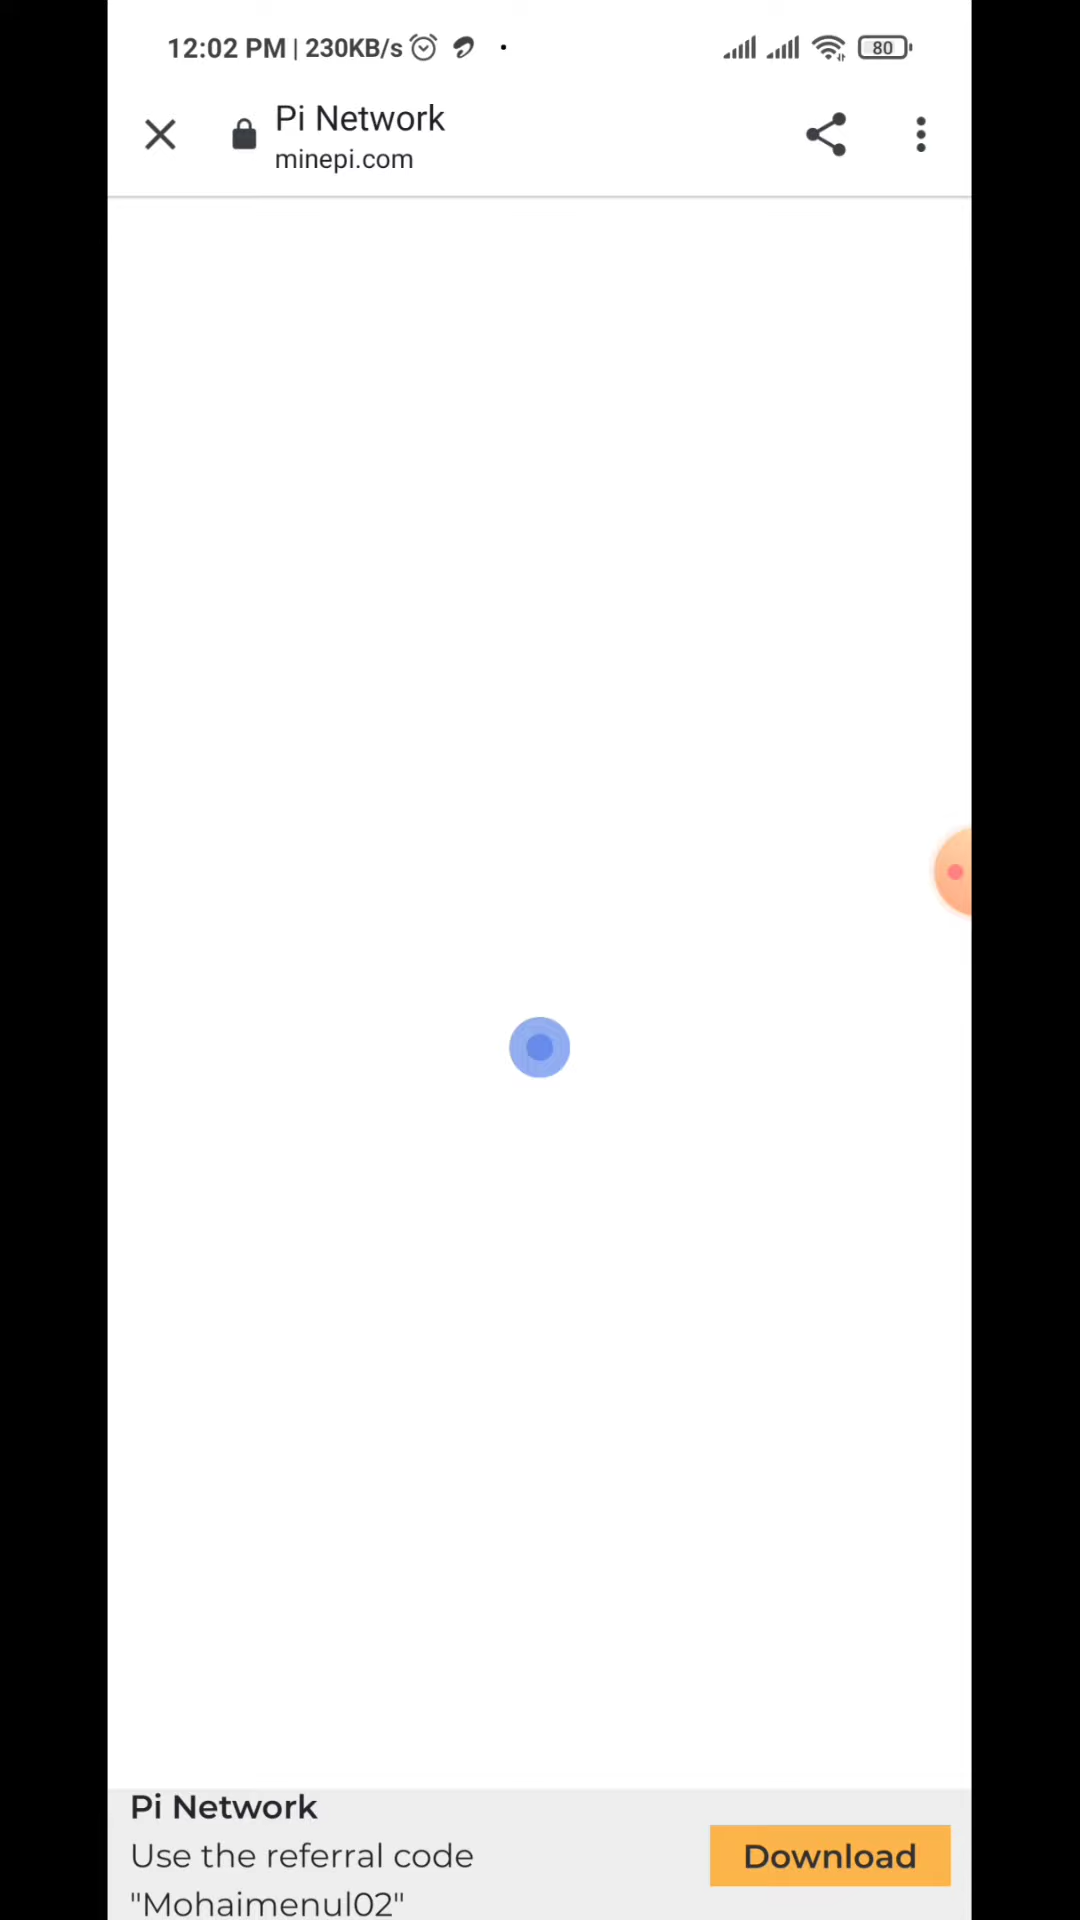 12:02 PM | 230KB/s
80
Pi Network
minepi.com
Pi Network
Use the referral code
"Mohaimenul02"
Download